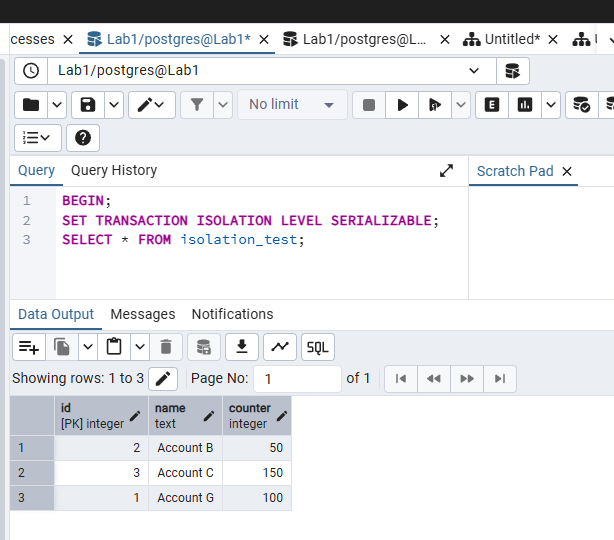 cesses
Lab1/postgres@Lab1*
Lab1/postgres@L...
Untitled*
Lab1/postgres@Lab1
No limit
E
Query
Query History
Scratch Pad
1 BEGIN;
2 SET TRANSACTION ISOLATION LEVEL SERIALIZABLE;
3 SELECT * FROM isolation_test;
Data Output Messages Notifications
SQL
Showing rows: 1 to 3 Page No: 1 of 1
id name counter
[PK] integer text integer
1 2 Account B 50
2 3 Account C 150
3 1 Account G 100